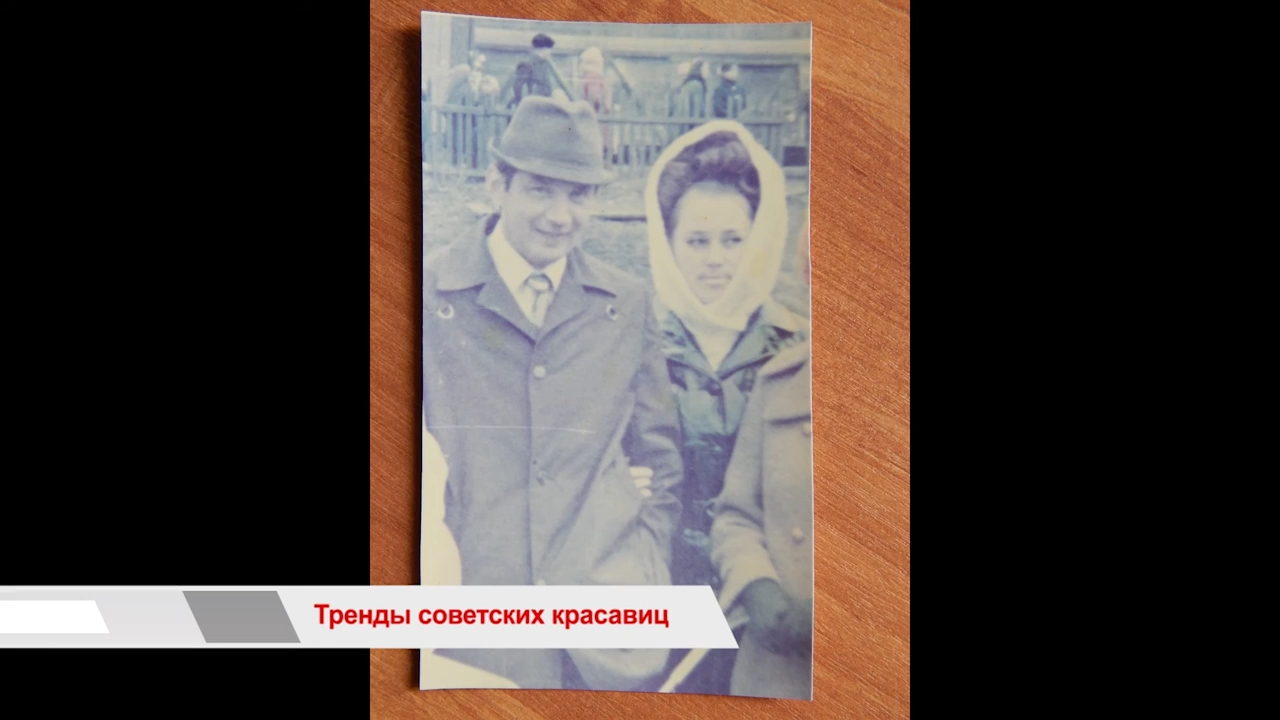 Тренды советских красавиц